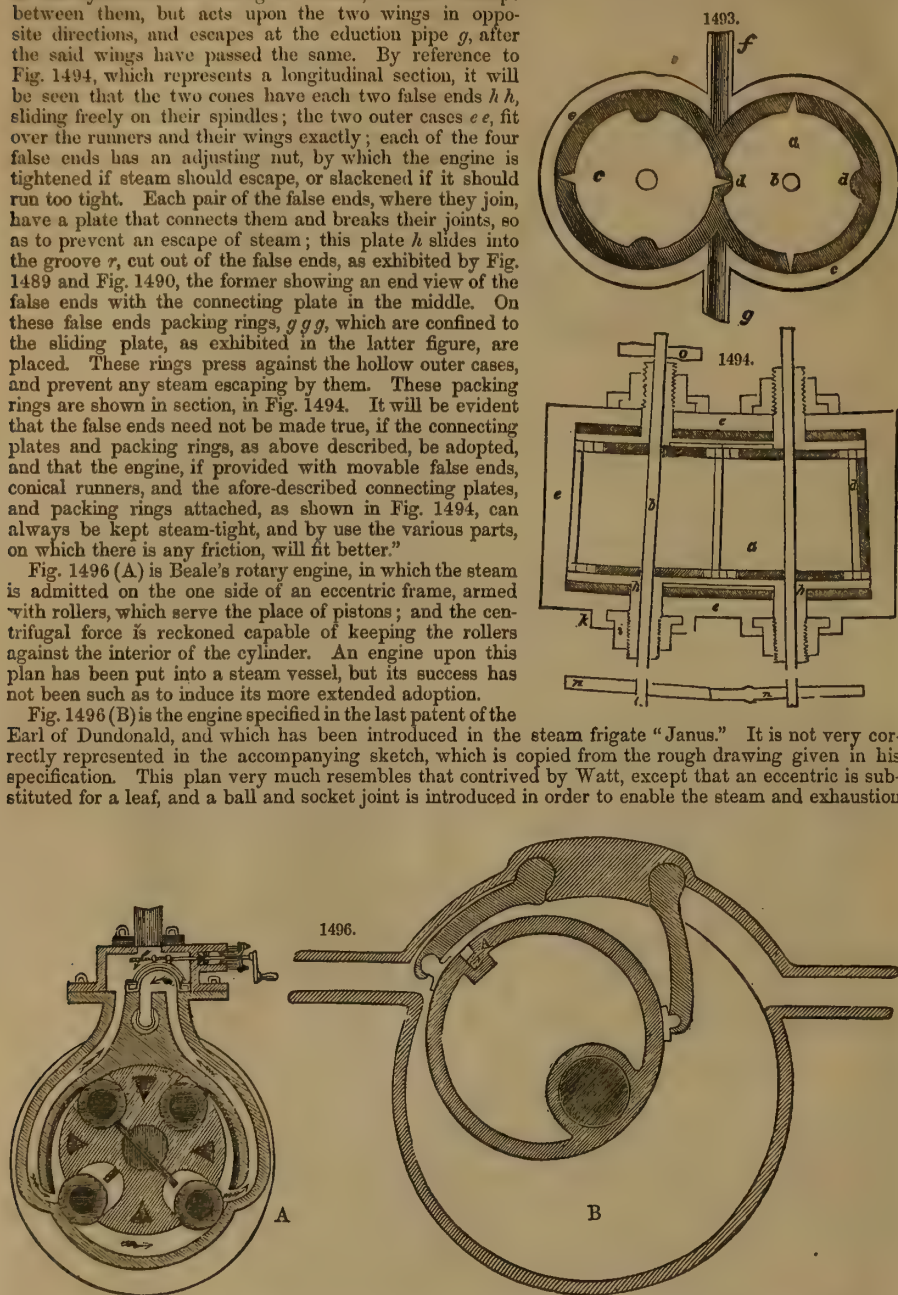 between them, but acts upon the two wings in oppo-
site directions, and escapes at the eduction pipe g, after
the said wings have passed the same. By reference to
Fig. 1494, which represents a longitudinal section, it will
be seen that the two cones have each two false ends h h,
sliding freely on their spindles; the two outer cases e e, fit
over the runners and their wings exactly; each of the four
false ends has an adjusting nut, by which the engine is
tightened if steam should escape, or slackened if it should
run too tight. Each pair of the false ends, where they join,
have a plate that connects them and breaks their joints, so
as to prevent an escape of steam; this plate h slides into
the groove r, cut out of the false ends, as exhibited by Fig.
1489 and Fig. 1490, the former showing an end view of the
false ends with the connecting plate in the middle. On
these false ends packing rings, g g g, which are confined to
the sliding plate, as exhibited in the latter figure, are
placed. These rings press against the hollow outer cases,
and prevent any steam escaping by them. These packing
rings are shown in section, in Fig. 1494. It will be evident
that the false ends need not be made true, if the connecting
plates and packing rings, as above described, be adopted,
and that the engine, if provided with movable false ends,
conical runners, and the afore-described connecting plates,
and packing rings attached, as shown in Fig. 1494, can
always be kept steam-tight, and by use the various parts,
on which there is any friction, will fit better.”
Fig. 1496 (A) is Beale's rotary engine, in which the steam
is admitted on the one side of an eccentric frame, armed
with rollers, which serve the place of pistons; and the cen-
trifugal force is reckoned capable of keeping the rollers
against the interior of the cylinder. An engine upon this
plan has been put into a steam vessel, but its success has
not been such as to induce its more extended adoption.
Fig. 1496 (B) is the engine specified in the last patent of the
Earl of Dundonald, and which has been introduced in the steam frigate “Janus.” It is not very cor-
rectly represented in the accompanying sketch, which is copied from the rough drawing given in his
specification. This plan very much resembles that contrived by Watt, except that an eccentric is sub-
stituted for a leaf, and a ball and socket joint is introduced in order to enable the steam and exhaustion
1493.
f
e
a
c
d
b
d
e
g
1494.
o
e
e
b
d
a
h
h
e
k
i
n
n
1496.
A
A
B